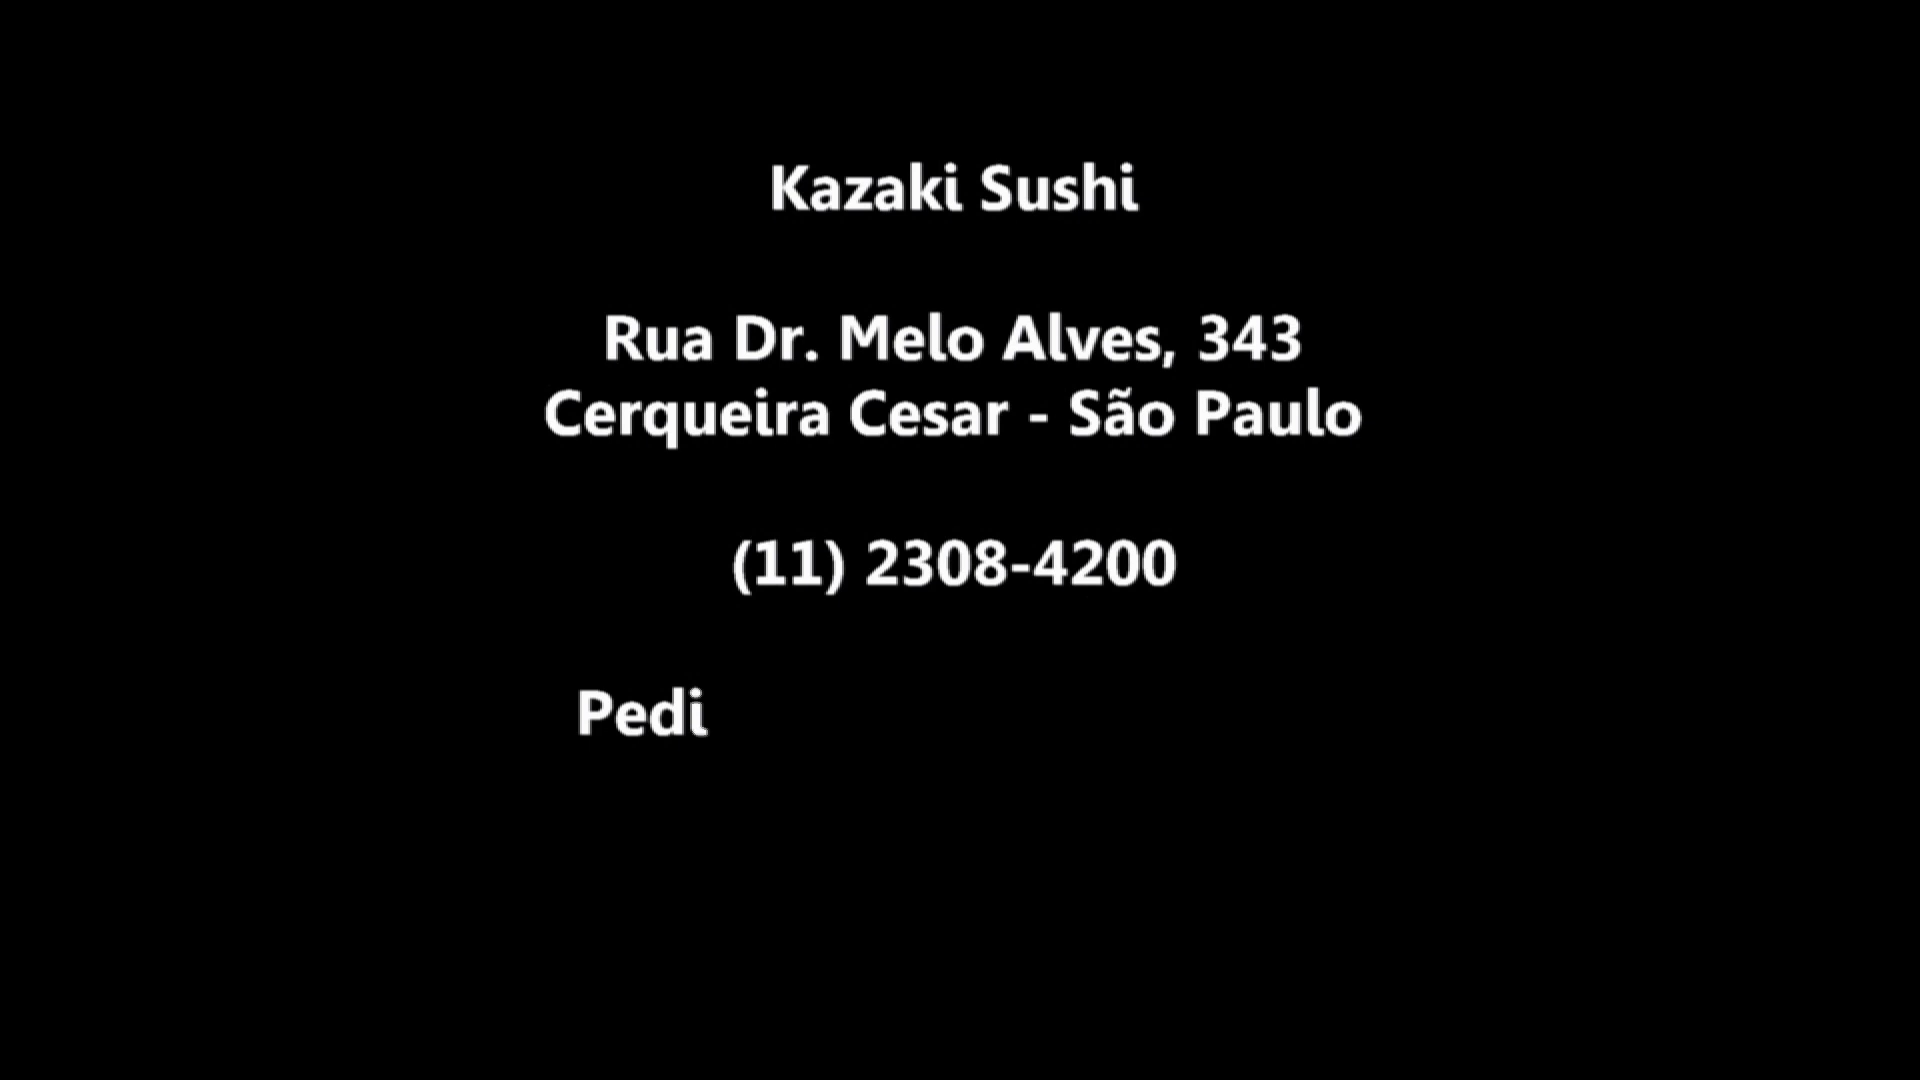 Kazaki Sushi
Rua Dr. Melo Alves, 343
Cerqueira Cesar - São Paulo
(11) 2308-4200
Pedi